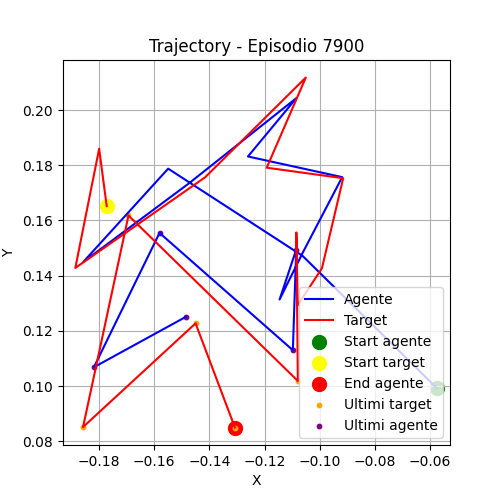 Trajectory - Episodio 7900
Y
0.20
0.18
0.16
0.14
0.12
0.10
0.08
−0.18
−0.16
−0.14
−0.12
−0.10
−0.08
−0.06
X
Agente
Target
Start agente
Start target
End agente
Ultimi target
Ultimi agente